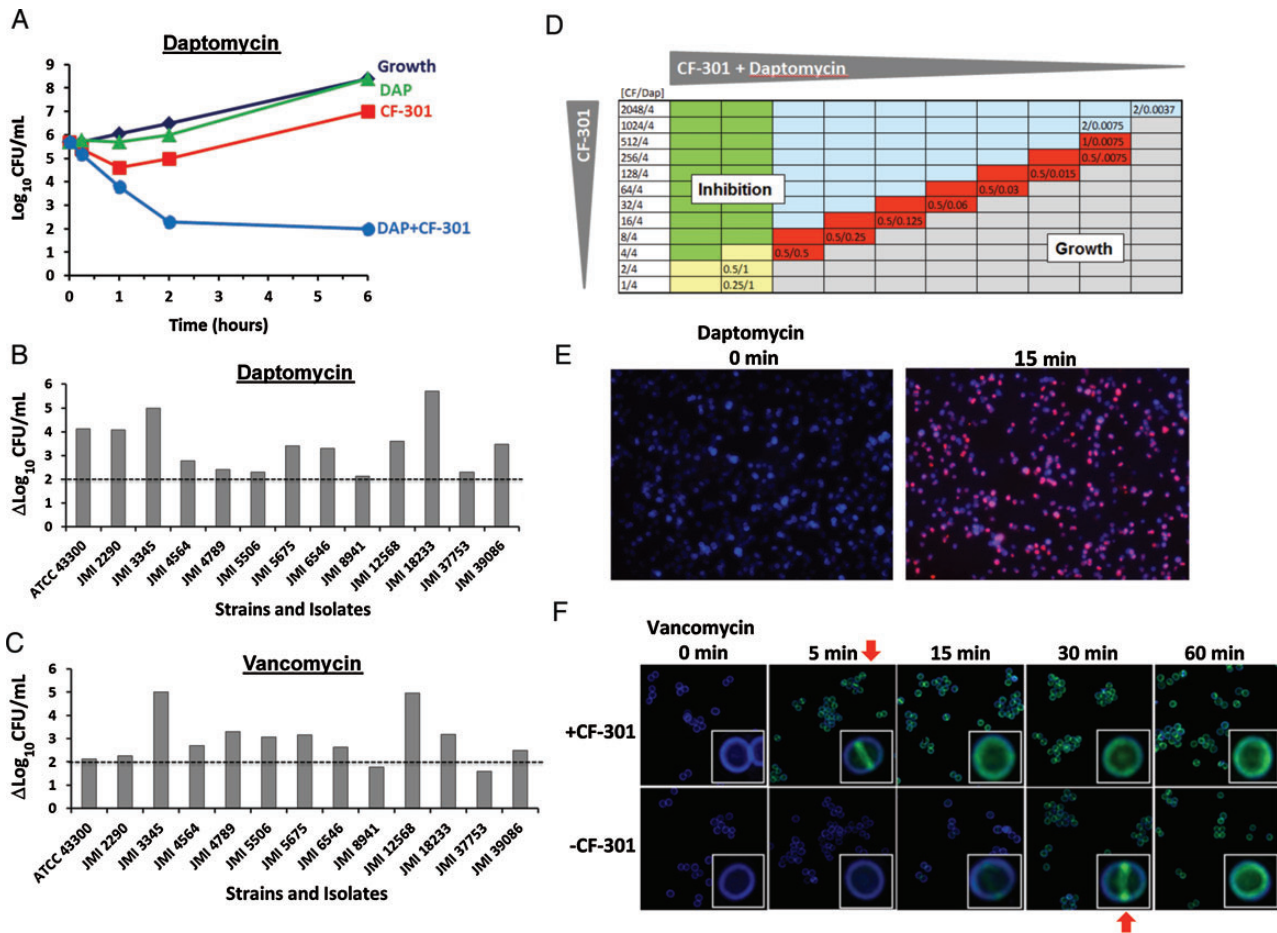 A
Daptomycin
9
8
7
6
5
4
3
2
1
0
Log10 CFU/mL
Growth
DAP
CF-301
DAP+CF-301
0 1 2 3 4 5 6
Time (hours)
B
Daptomycin
6
5
4
3
2
1
0
ΔLog10 CFU/mL
ATCC 43300
JMI 2290
JMI 3345
JMI 4564
JMI 4789
JMI 5506
JMI 5675
JMI 6546
JMI 8941
JMI 12568
JMI 18233
JMI 37753
JMI 39086
Strains and Isolates
C
Vancomycin
6
5
4
3
2
1
0
ΔLog10 CFU/mL
ATCC 43300
JMI 2290
JMI 3345
JMI 4564
JMI 4789
JMI 5506
JMI 5675
JMI 6546
JMI 8941
JMI 12568
JMI 18233
JMI 37753
JMI 39086
Strains and Isolates
D
CF-301 + Daptomycin
CF-301
[CF/Dap]
2048/4 2/0.0037
1024/4 2/0.0075
512/4 1/0.0075
256/4 0.5/.0075
128/4 0.5/0.015
64/4 0.5/0.03
32/4 0.5/0.06
16/4 0.5/0.125
8/4 0.5/0.25
4/4 0.5/0.5
2/4 0.5/1
1/4 0.25/1
Inhibition
Growth
E
Daptomycin
0 min 15 min
F
Vancomycin
0 min 5 min 15 min 30 min 60 min
+CF-301
-CF-301